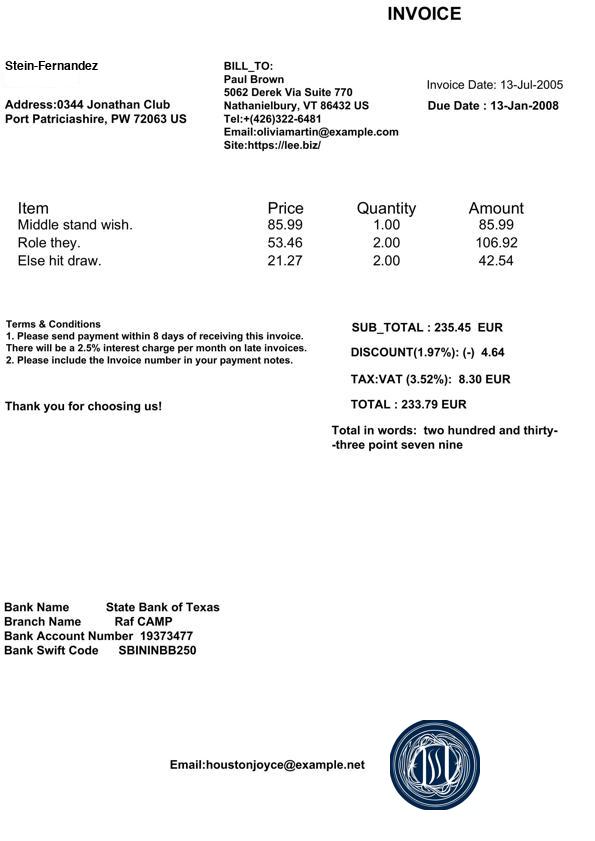 INVOICE
Stein-Fernandez
Address:0344 Jonathan Club
Port Patriciashire, PW 72063 US
BILL_TO:
Paul Brown
5062 Derek Via Suite 770
Nathanielbury, VT 86432 US
Tel:+(426)322-6481
Email:oliviamartin@example.com
Site:https://lee.biz/
Invoice Date: 13-Jul-2005
Due Date : 13-Jan-2008
Item Price Quantity Amount
Middle stand wish. 85.99 1.00 85.99
Role they. 53.46 2.00 106.92
Else hit draw. 21.27 2.00 42.54
Terms & Conditions
1. Please send payment within 8 days of receiving this invoice.
There will be a 2.5% interest charge per month on late invoices.
2. Please include the Invoice number in your payment notes.
Thank you for choosing us!
SUB_TOTAL : 235.45 EUR
DISCOUNT(1.97%): (-) 4.64
TAX:VAT (3.52%): 8.30 EUR
TOTAL : 233.79 EUR
Total in words: two hundred and thirty-
-three point seven nine
Bank Name State Bank of Texas
Branch Name Raf CAMP
Bank Account Number 19373477
Bank Swift Code SBININBB250
Email:houstonjoyce@example.net